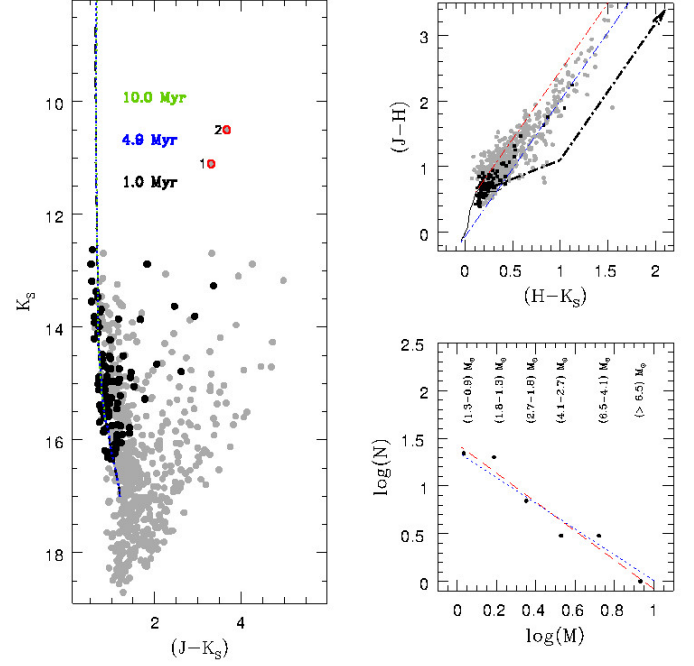 10.0 Myr
4.9 Myr
1.0 Myr
2
1
10
12
14
16
18
K_S
2
4
(J−K_S)
(J−H)
3
2
1
0
0
0.5
1
1.5
2
(H−K_S)
2.5
2
1.5
1
0.5
0
log(N)
(1.3−0.9) M⊙
(1.8−1.3) M⊙
(2.7−1.8) M⊙
(4.1−2.7) M⊙
(6.5−4.1) M⊙
(> 6.5) M⊙
0
0.2
0.4
0.6
0.8
1
log(M)